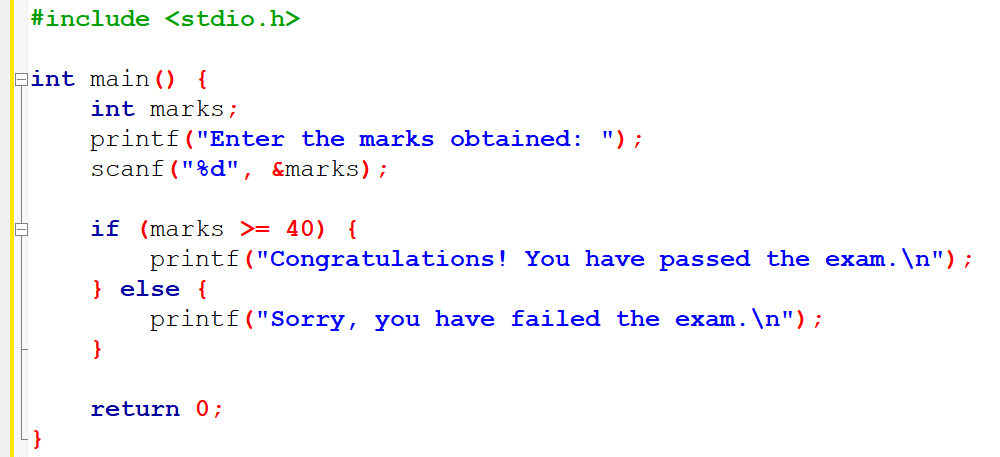 #include <stdio.h>
int main() {
    int marks;
    printf("Enter the marks obtained: ");
    scanf("%d", &marks);
    if (marks >= 40) {
        printf("Congratulations! You have passed the exam.\n");
    } else {
        printf("Sorry, you have failed the exam.\n");
    }
    return 0;
}